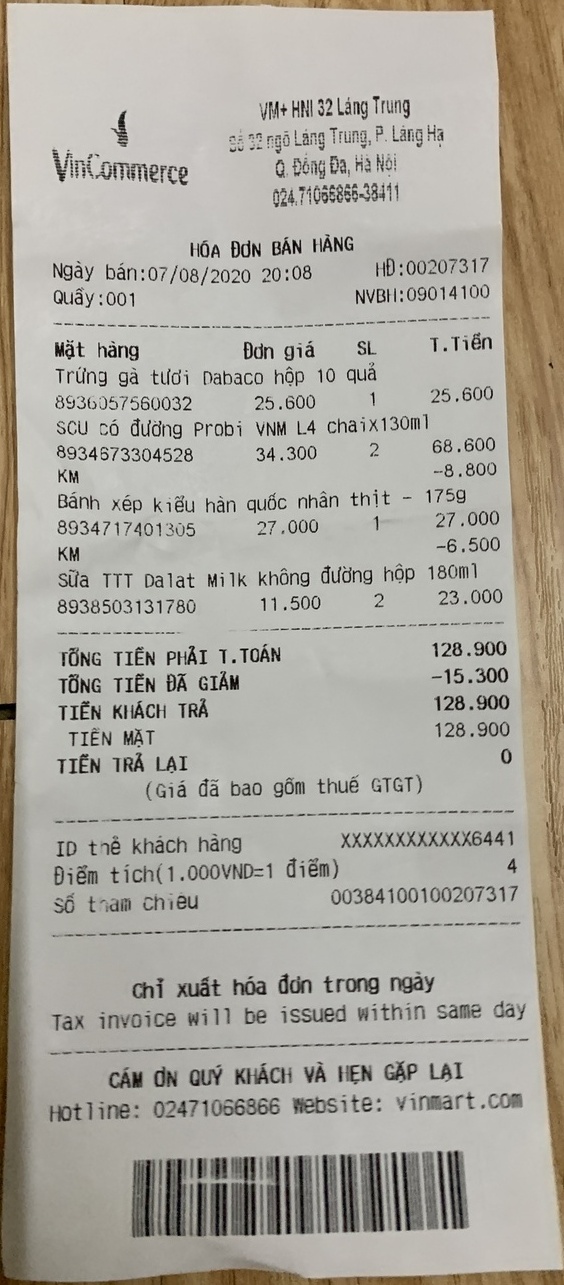 VinCommerce
VM+ HNI 32 Láng Trung
Số 32 ngõ Láng Trung, P. Láng Hạ
Q. Đống Đa, Hà Nội
024.71066866-38411
HÓA ĐƠN BÁN HÀNG
Ngày bán:07/08/2020 20:08 HĐ:00207317
Quầy:001 NVBH:09014100
Mặt hàng Đơn giá SL T.Tiền
Trứng gà tươi Dabaco hộp 10 quả
8936057560032 25.600 1 25.600
SCU có đường Probi VNM L4 chaix130ml
8934673304528 34.300 2 68.600
KM -8.800
Bánh xếp kiểu hàn quốc nhân thịt - 175g
8934717401305 27.000 1 27.000
KM -6.500
Sữa TTT Dalat Milk không đường hộp 180ml
8938503131780 11.500 2 23.000
TỔNG TIỀN PHẢI T.TOÁN 128.900
TỔNG TIỀN ĐÃ GIẢM -15.300
TIỀN KHÁCH TRẢ 128.900
TIỀN MẶT 128.900
TIỀN TRẢ LẠI 0
(Giá đã bao gồm thuế GTGT)
ID thẻ khách hàng XXXXXXXXXXXX6441
Điểm tích(1.000VND=1 điểm) 4
Số tham chiếu 00384100100207317
Chỉ xuất hóa đơn trong ngày
Tax invoice will be issued within same day
CẢM ƠN QUÝ KHÁCH VÀ HẸN GẶP LẠI
Hotline: 02471066866 Website: vinmart.com